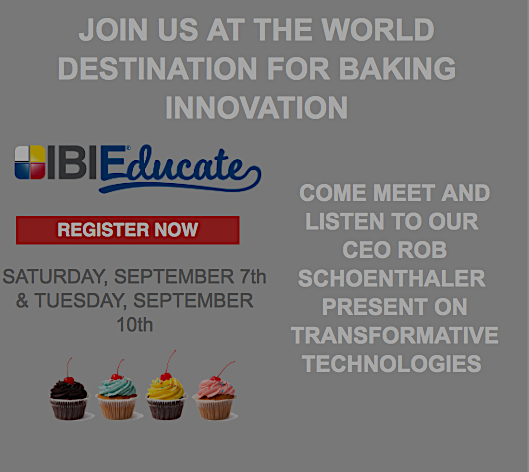 JOIN US AT THE WORLD
DESTINATION FOR BAKING
INNOVATION
IBIEducate
REGISTER NOW
SATURDAY, SEPTEMBER 7th
& TUESDAY, SEPTEMBER
10th
COME MEET AND
LISTEN TO OUR
CEO ROB
SCHOENTHALER
PRESENT ON
TRANSFORMATIVE
TECHNOLOGIES